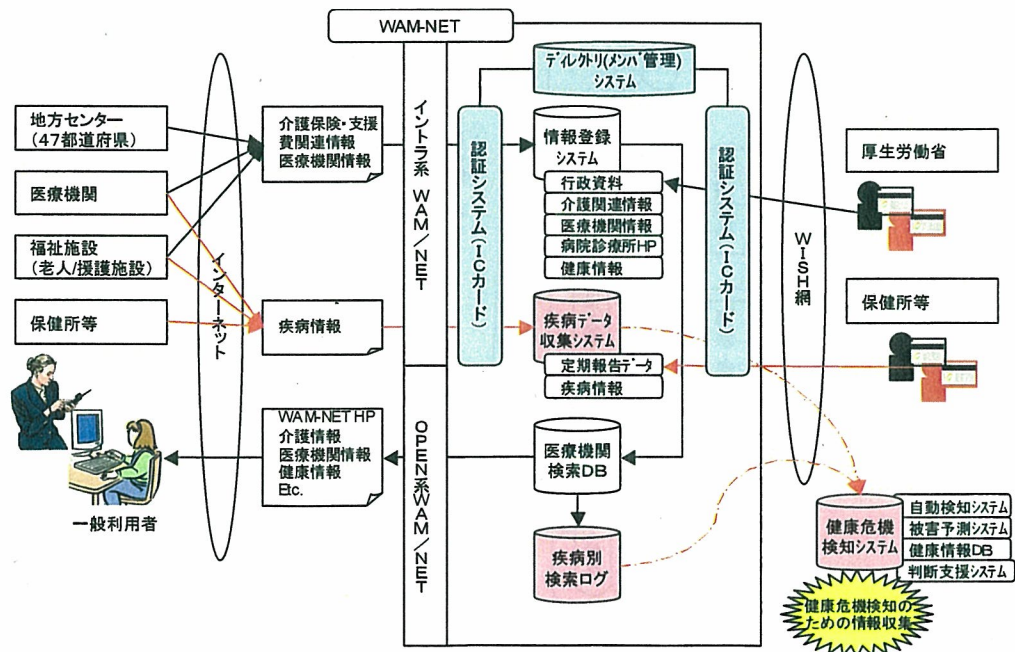 WAM-NET
ディレクトリ(メンバ管理)
システム
地方センター
(47都道府県)
医療機関
福祉施設
(老人/援護施設)
保健所等
インターネット
介護保険・支援
費関連情報
医療機関情報
疾病情報
WAM-NET HP
介護情報
医療機関情報
健康情報
Etc.
一般利用者
イントラ系 WAM/NET
OPEN系WAM/NET
認証システム(ICカード)
情報登録
システム
行政資料
介護関連情報
医療機関情報
病院診療所HP
健康情報
疾病データ
収集システム
定期報告データ
疾病情報
医療機関
検索DB
疾病別
検索ログ
認証システム(ICカード)
WISH網
厚生労働省
保健所等
健康危機
検知システム
自動検知システム
被害予測システム
健康情報DB
判断支援システム
健康危機検知の
ための情報収集